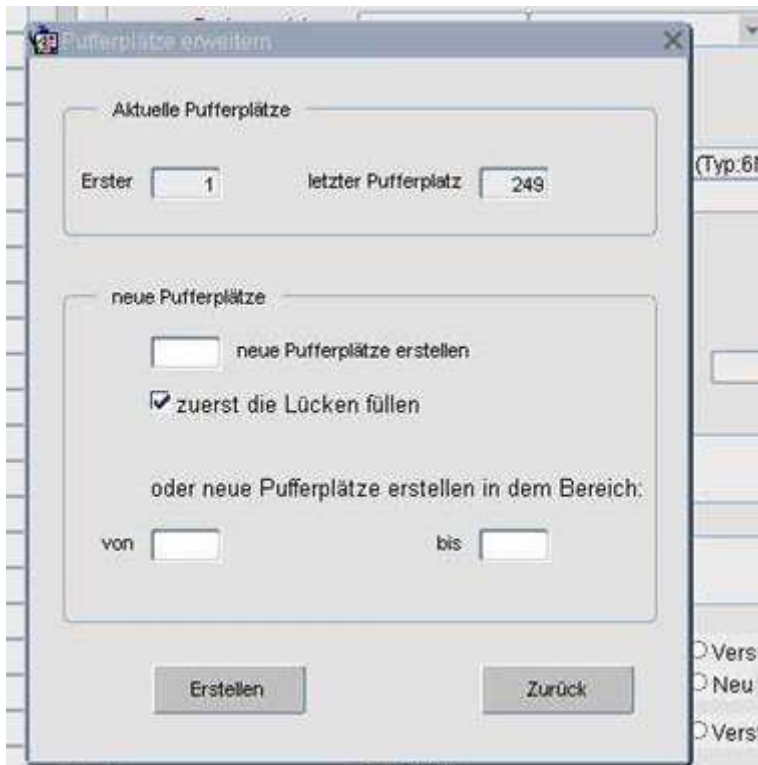 Pufferplätze erweitern
Aktuelle Pufferplätze
Erster 1 letzter Pufferplatz 249
(Typ:6
neue Pufferplätze
neue Pufferplätze erstellen
zuerst die Lücken füllen
oder neue Pufferplätze erstellen in dem Bereich:
von bis
Vers
Erstellen Zurück
Neu
Vers